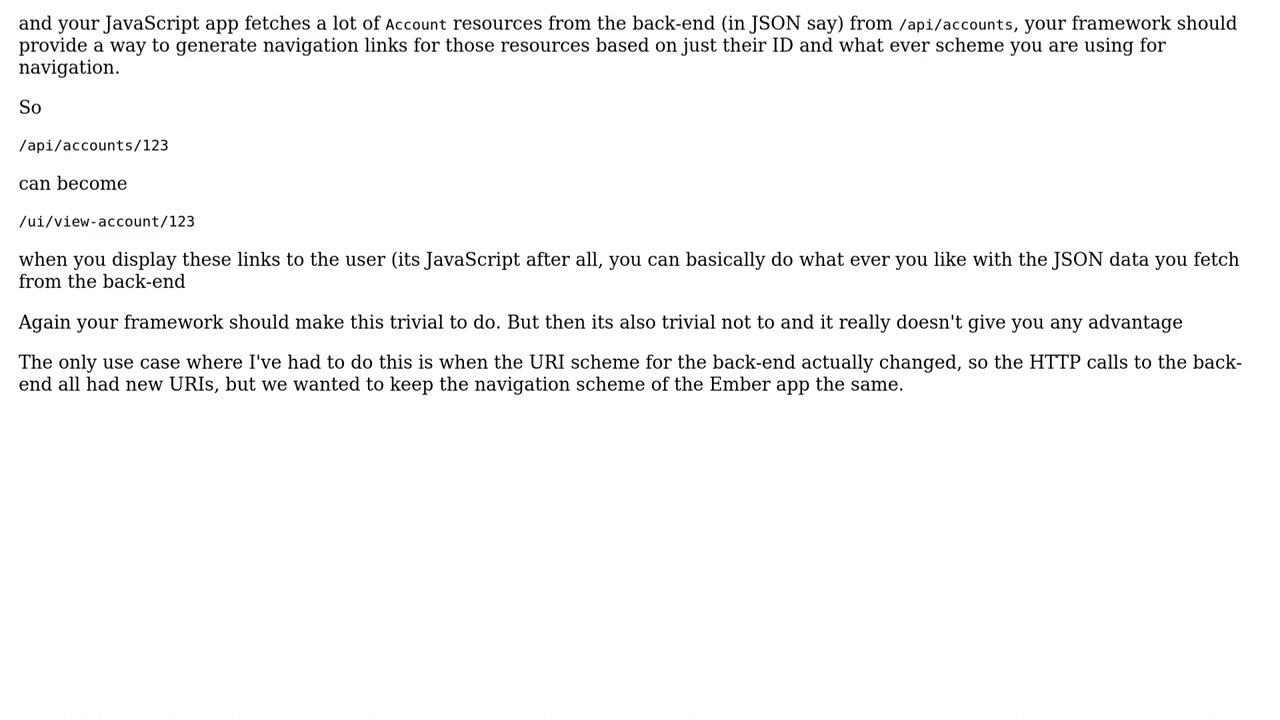 and your JavaScript app fetches a lot of Account resources from the back-end (in JSON say) from /api/accounts, your framework should
provide a way to generate navigation links for those resources based on just their ID and what ever scheme you are using for
navigation.
So
/api/accounts/123
can become
/ui/view-account/123
when you display these links to the user (its JavaScript after all, you can basically do what ever you like with the JSON data you fetch
from the back-end
Again your framework should make this trivial to do. But then its also trivial not to and it really doesn't give you any advantage
The only use case where I've had to do this is when the URI scheme for the back-end actually changed, so the HTTP calls to the back-
end all had new URIs, but we wanted to keep the navigation scheme of the Ember app the same.